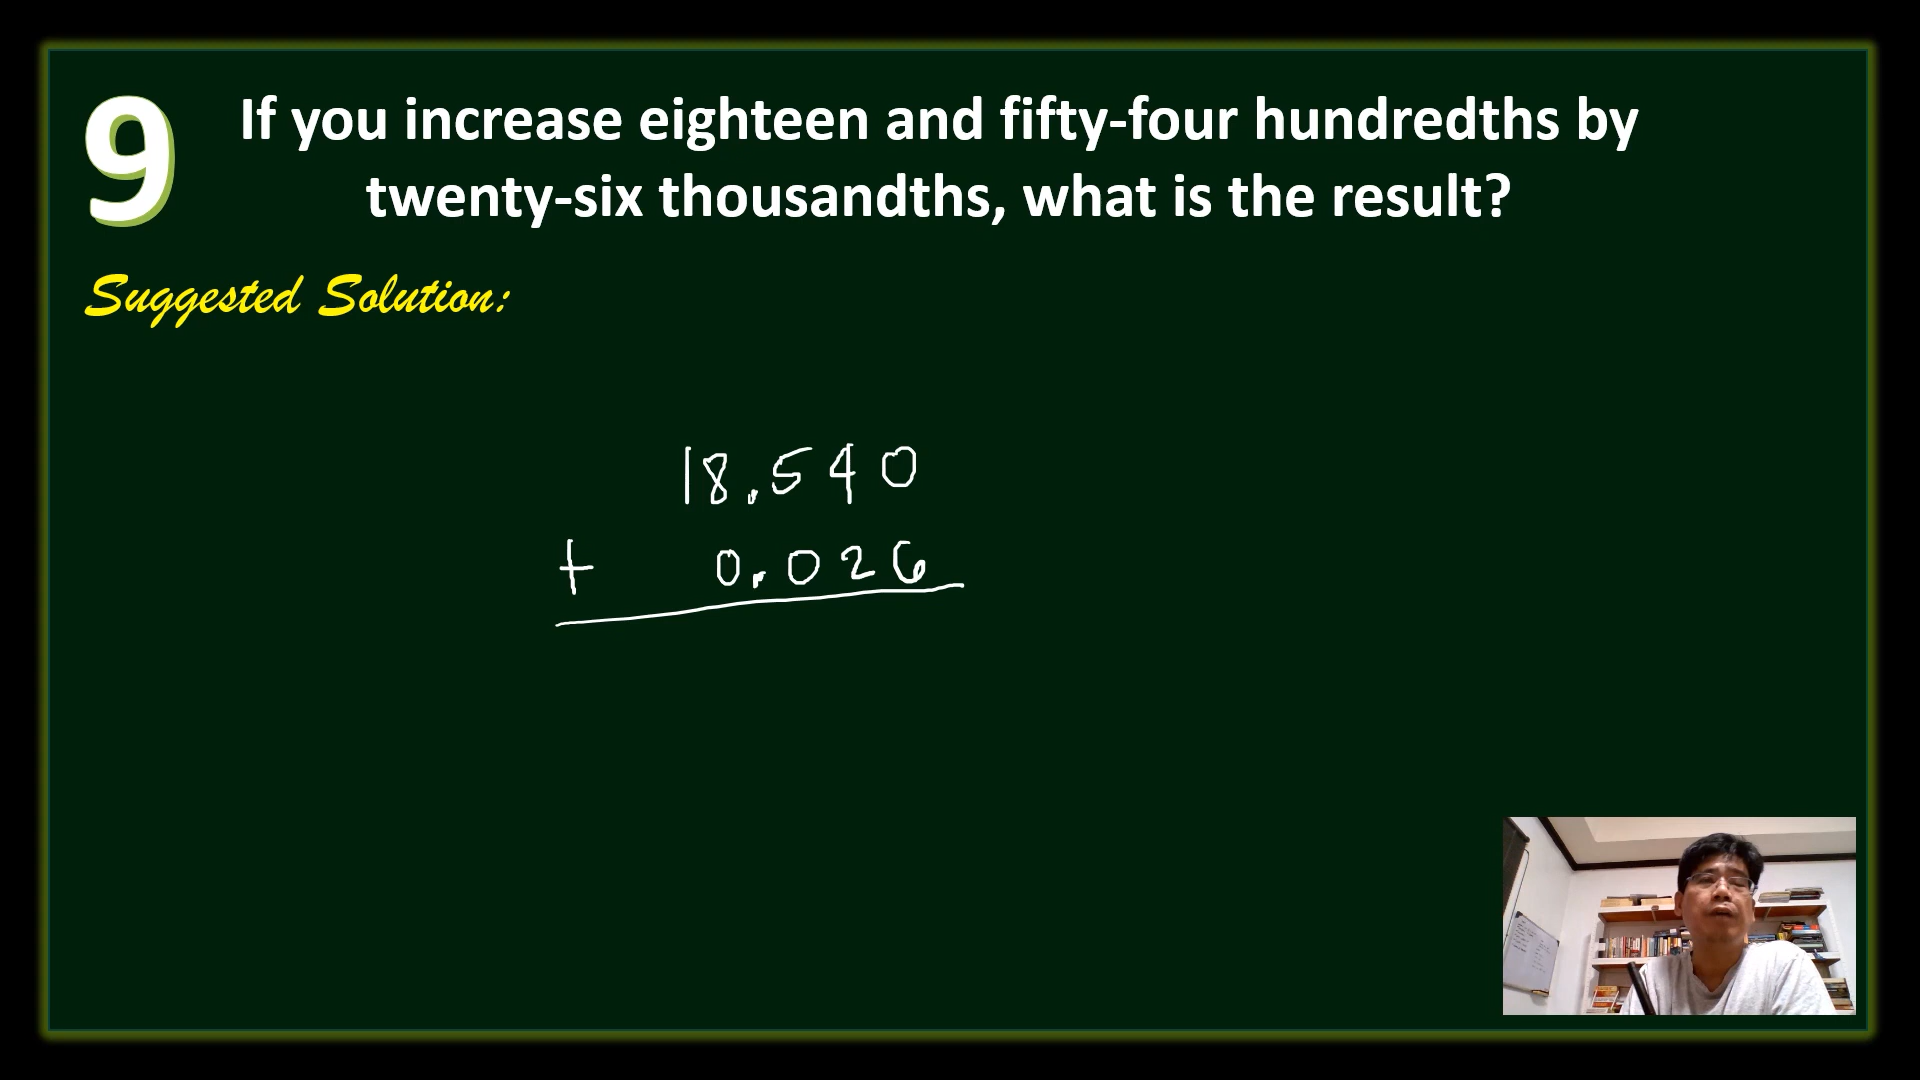 9
If you increase eighteen and fifty-four hundredths by
twenty-six thousandths, what is the result?
Suggested Solution:
18.540
+ 0.026